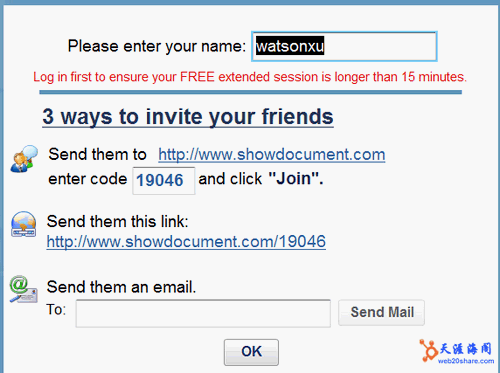 Please enter your name: watsonxu
Log in first to ensure your FREE extended session is longer than 15 minutes.
3 ways to invite your friends
Send them to http://www.showdocument.com
enter code 19046 and click "Join".
Send them this link:
http://www.showdocument.com/19046
Send them an email.
To: Send Mail
OK
天涯海阁
web20share.com